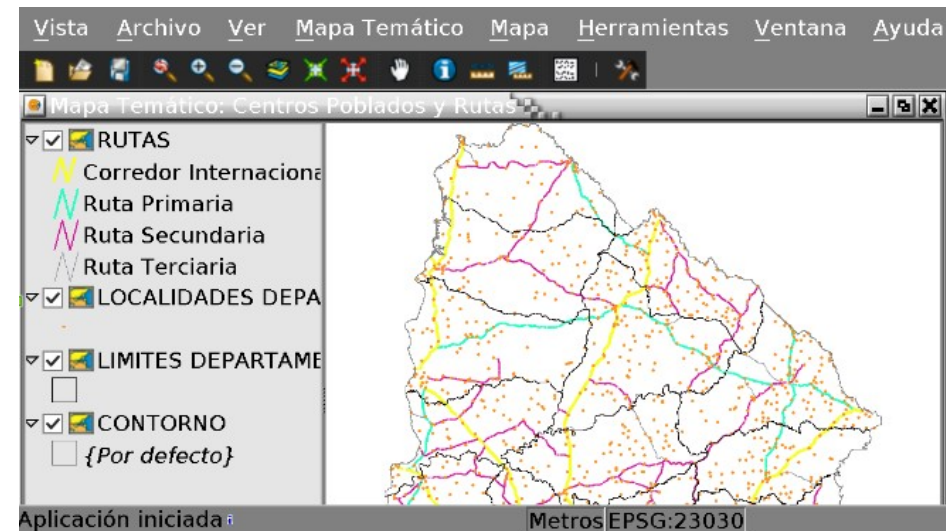 Vista Archivo Ver Mapa Temático Mapa Herramientas Ventana Ayuda
Mapa Temático: Centros Poblados y Rutas
RUTAS
Corredor Internaciona
Ruta Primaria
Ruta Secundaria
Ruta Terciaria
LOCALIDADES DEPA
LIMITES DEPARTAME
CONTORNO
{Por defecto}
Aplicación iniciada Metros EPSG:23030